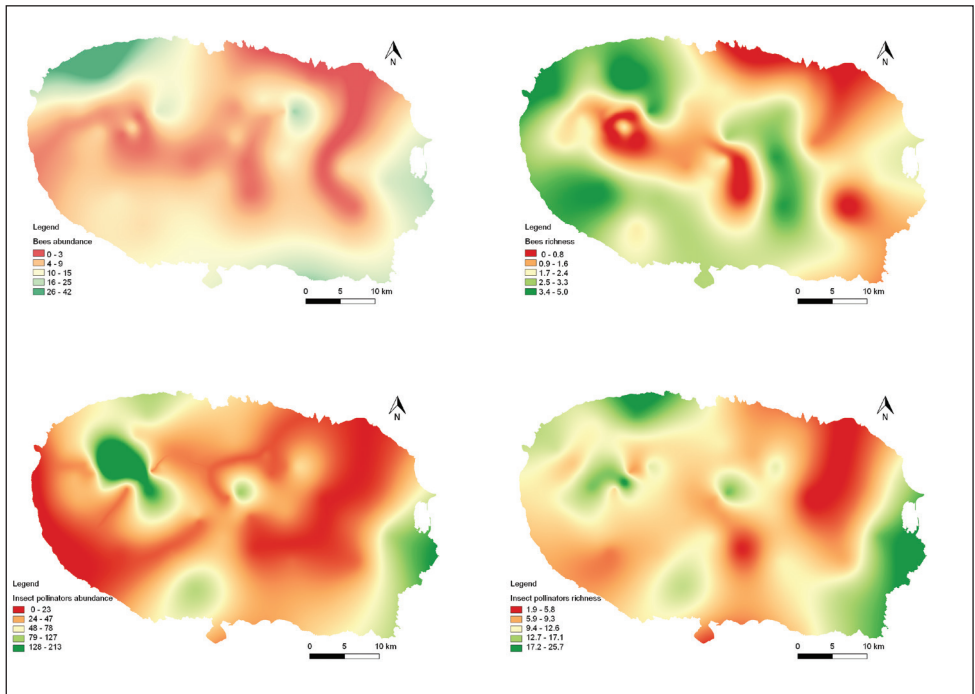 N
Legend
Bees abundance
0 - 3
4 - 9
10 - 15
16 - 25
26 - 42
0 5 10 km
N
Legend
Bees richness
0 - 0.8
0.9 - 1.6
1.7 - 2.4
2.5 - 3.3
3.4 - 5.0
0 5 10 km
N
Legend
Insect pollinators abundance
0 - 23
24 - 47
48 - 78
79 - 127
128 - 213
0 5 10 km
N
Legend
Insect pollinators richness
1.9 - 5.8
5.9 - 9.3
9.4 - 12.6
12.7 - 17.1
17.2 - 25.7
0 5 10 km